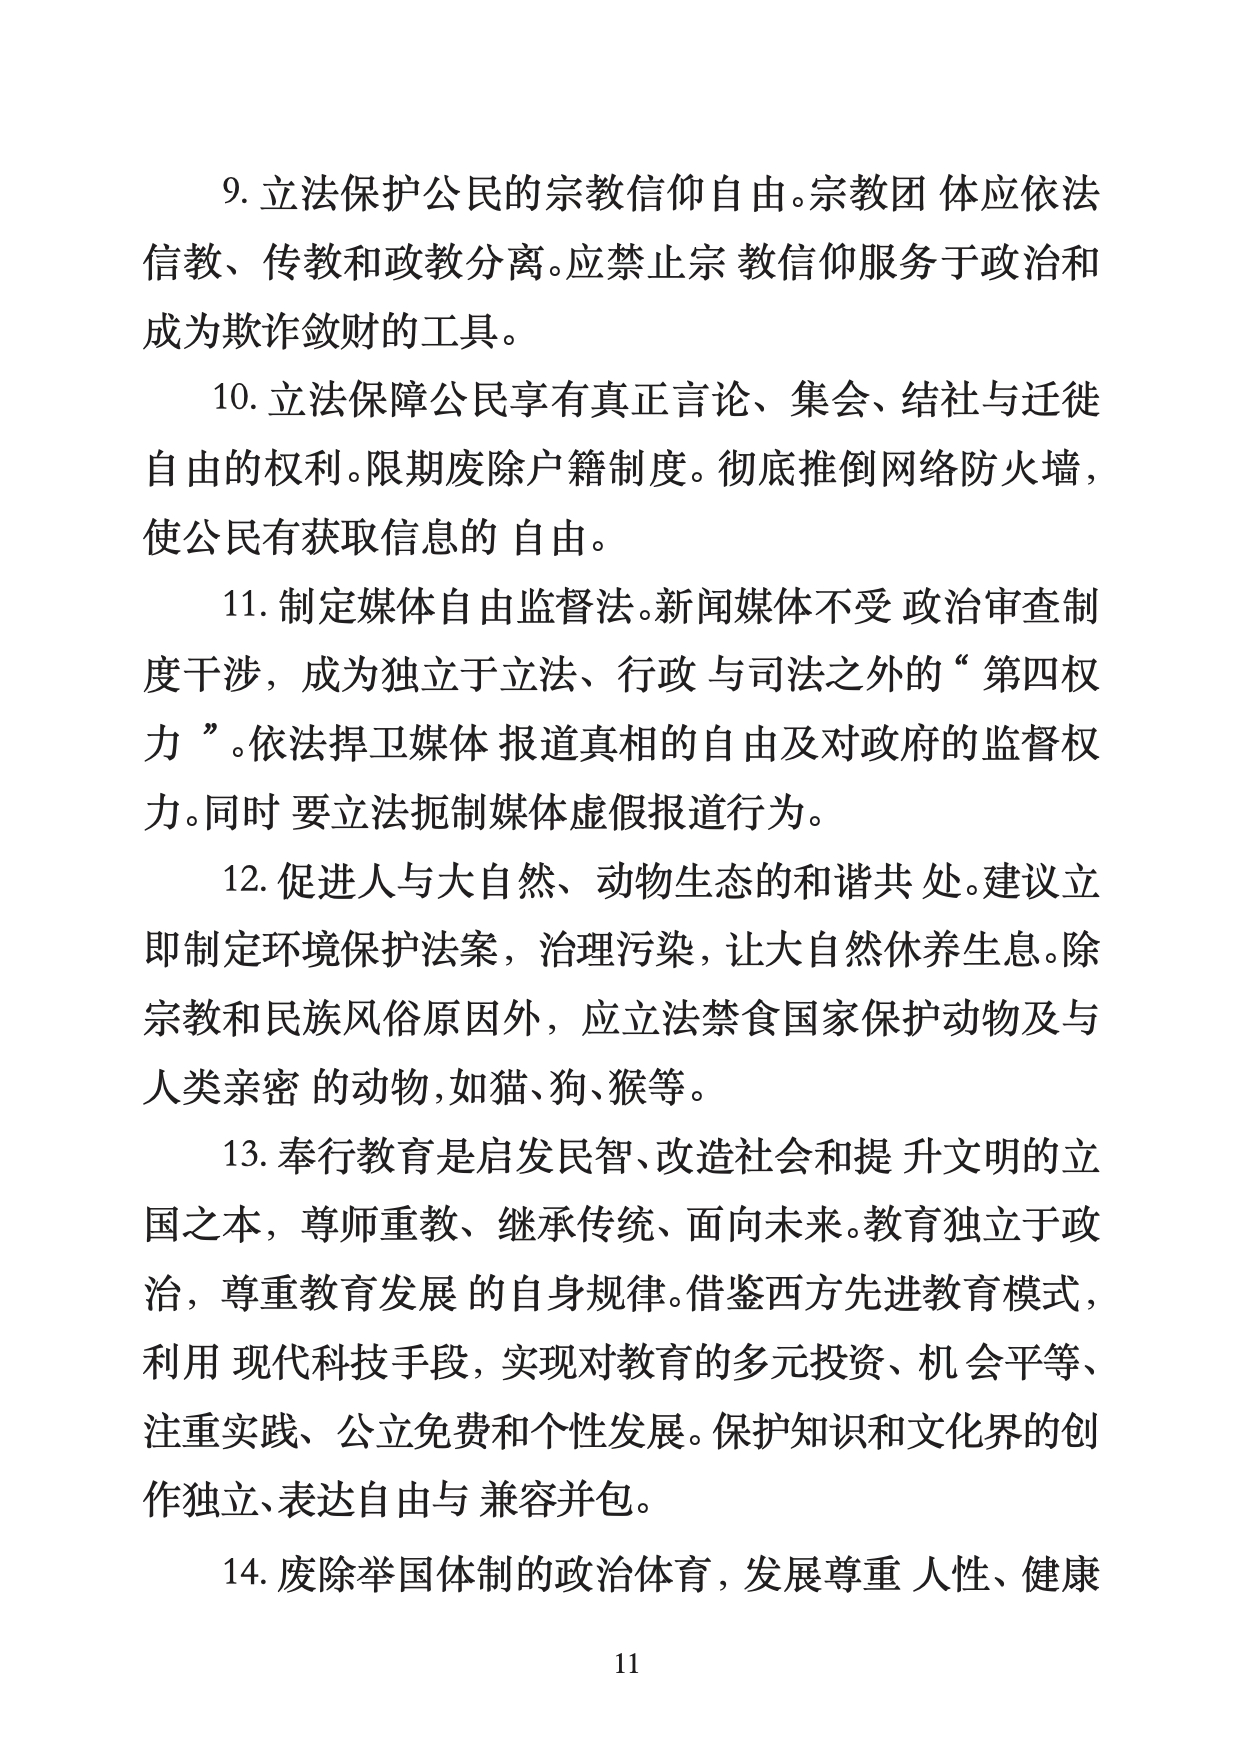 9. 立法保护公民的宗教信仰自由。宗教团 体应依法
信教、传教和政教分离。应禁止宗 教信仰服务于政治和
成为欺诈敛财的工具。
10. 立法保障公民享有真正言论、集会、结社与迁徙
自由的权利。限期废除户籍制度。彻底推倒网络防火墙，
使公民有获取信息的 自由。
11. 制定媒体自由监督法。新闻媒体不受 政治审查制
度干涉，成为独立于立法、行政 与司法之外的“ 第四权
力 ”。依法捍卫媒体 报道真相的自由及对政府的监督权
力。同时 要立法扼制媒体虚假报道行为。
12. 促进人与大自然、动物生态的和谐共 处。建议立
即制定环境保护法案，治理污染，让大自然休养生息。除
宗教和民族风俗原因外，应立法禁食国家保护动物及与
人类亲密 的动物，如猫、狗、猴等。
13. 奉行教育是启发民智、改造社会和提 升文明的立
国之本，尊师重教、继承传统、面向未来。教育独立于政
治，尊重教育发展 的自身规律。借鉴西方先进教育模式，
利用 现代科技手段，实现对教育的多元投资、机 会平等、
注重实践、公立免费和个性发展。保护知识和文化界的创
作独立、表达自由与 兼容并包。
14. 废除举国体制的政治体育，发展尊重 人性、健康
11